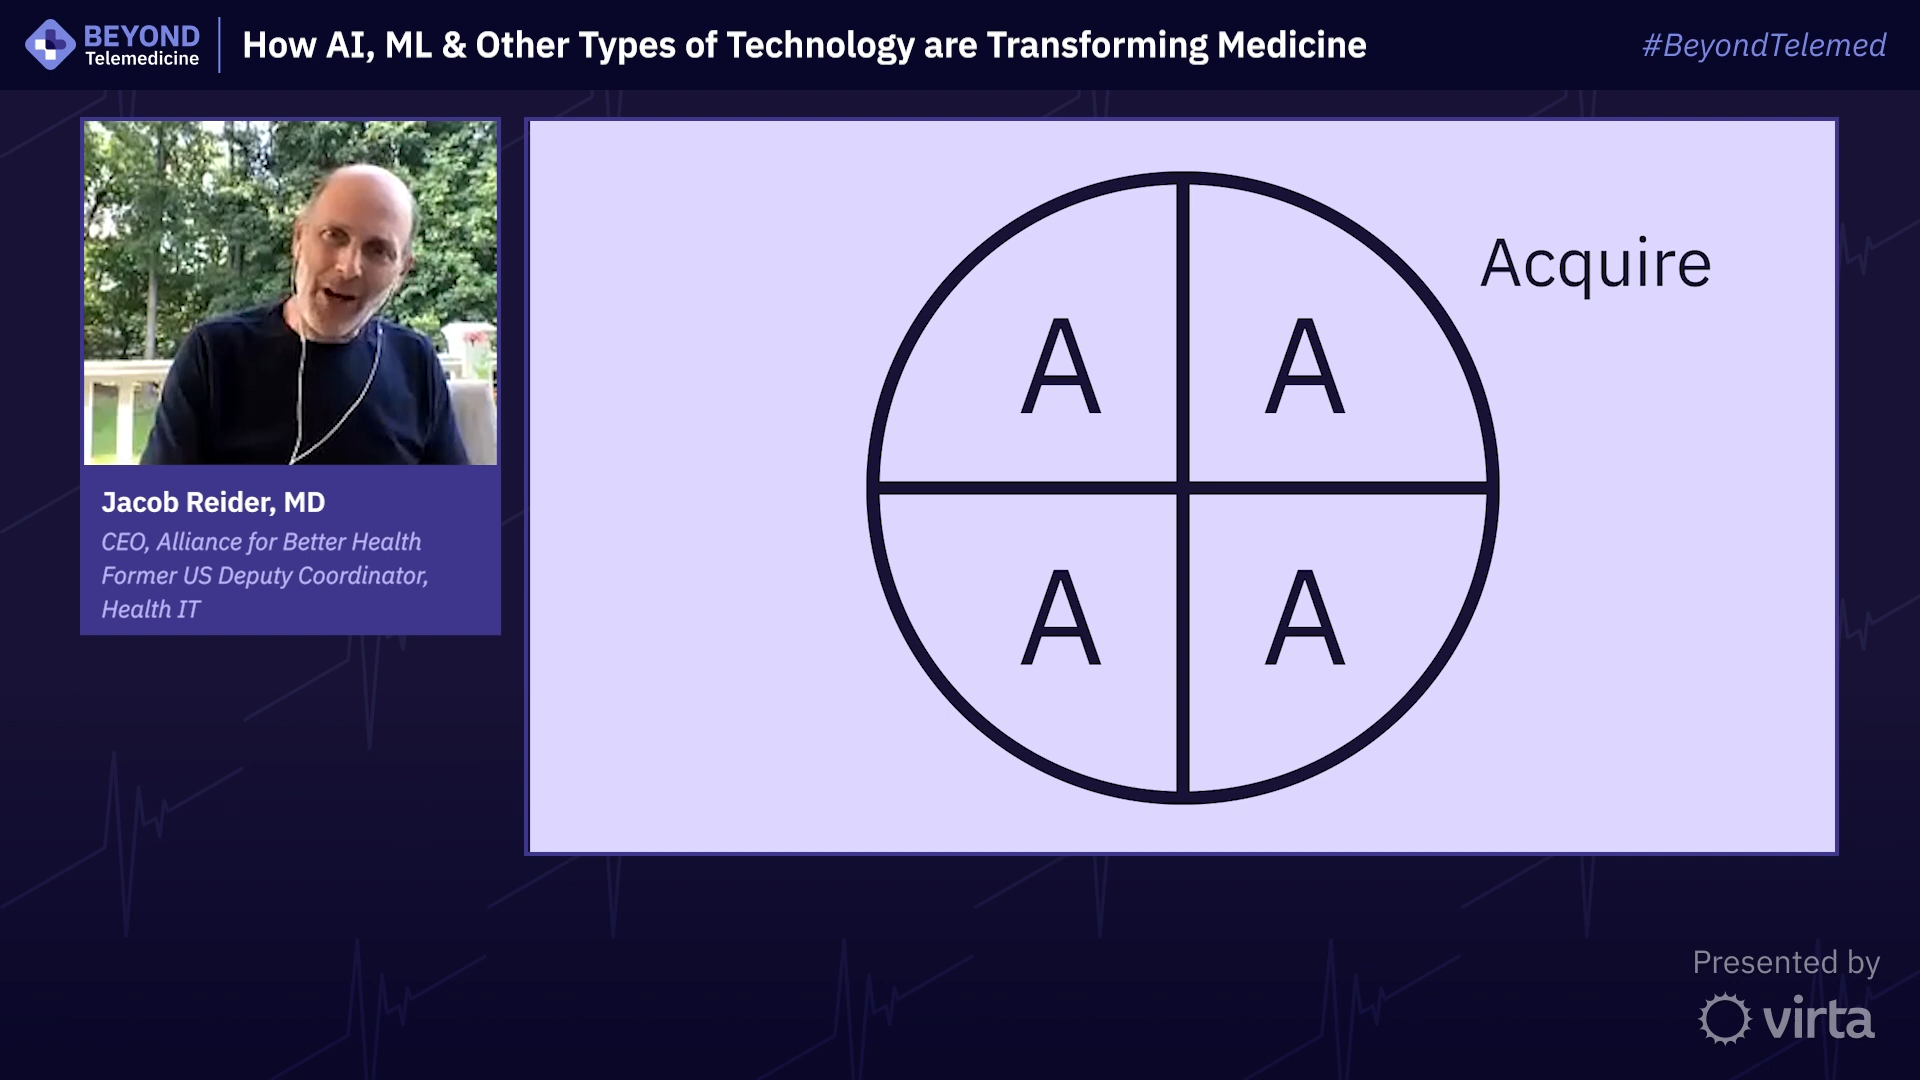 BEYOND
Telemedicine
How AI, ML & Other Types of Technology are Transforming Medicine
#BeyondTelemed
Jacob Reider, MD
CEO, Alliance for Better Health
Former US Deputy Coordinator,
Health IT
Acquire
A A
A A
Presented by
virta